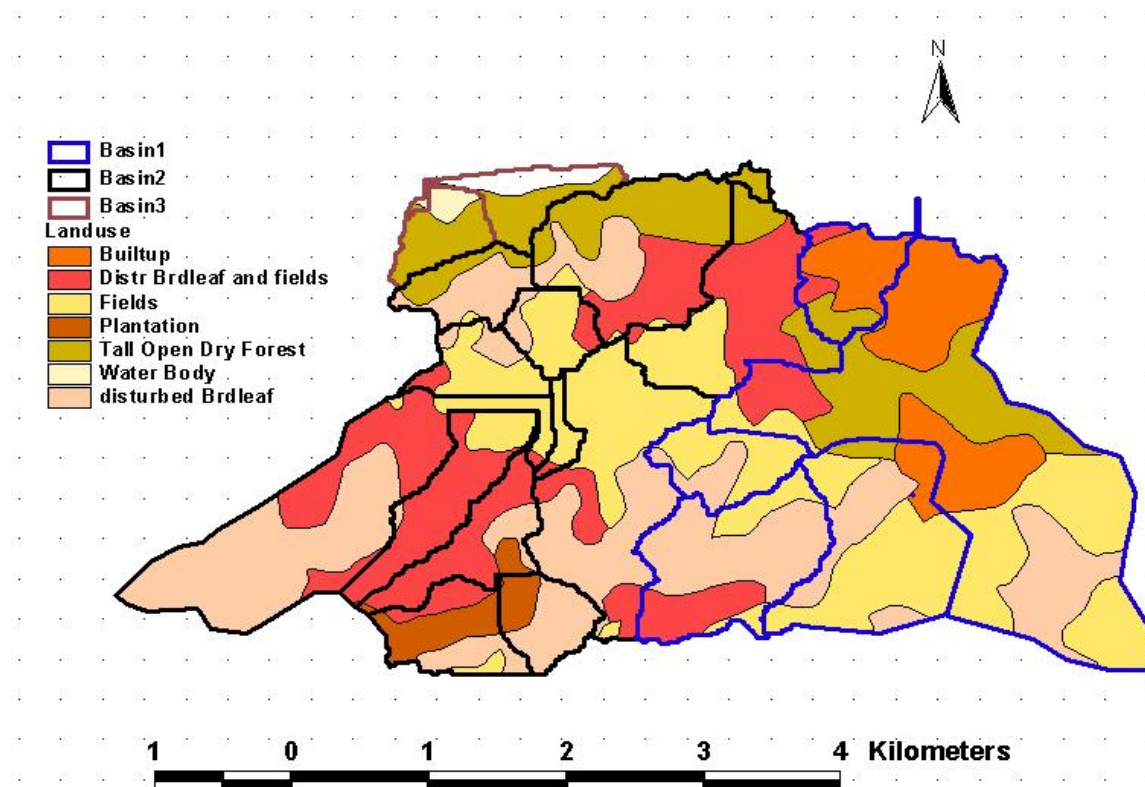 N
Basin1
Basin2
Basin3
Landuse
Builtup
Distr Brdleaf and fields
Fields
Plantation
Tall Open Dry Forest
Water Body
disturbed Brdleaf
1 0 1 2 3 4 Kilometers